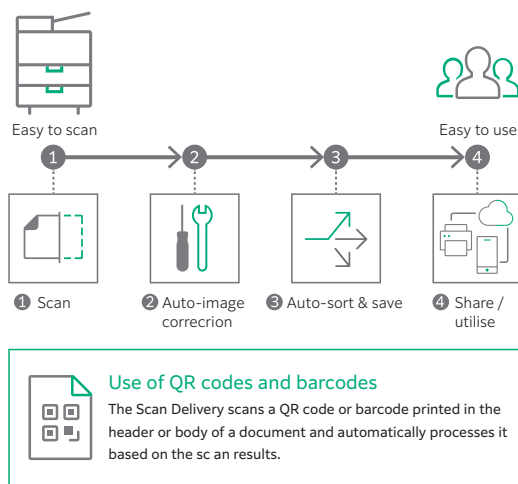 Easy to scan
Easy to use
1
2
3
4
1 Scan
2 Auto-image
correcrion
3 Auto-sort & save
4 Share /
utilise
Use of QR codes and barcodes
The Scan Delivery scans a QR code or barcode printed in the
header or body of a document and automatically processes it
based on the sc an results.